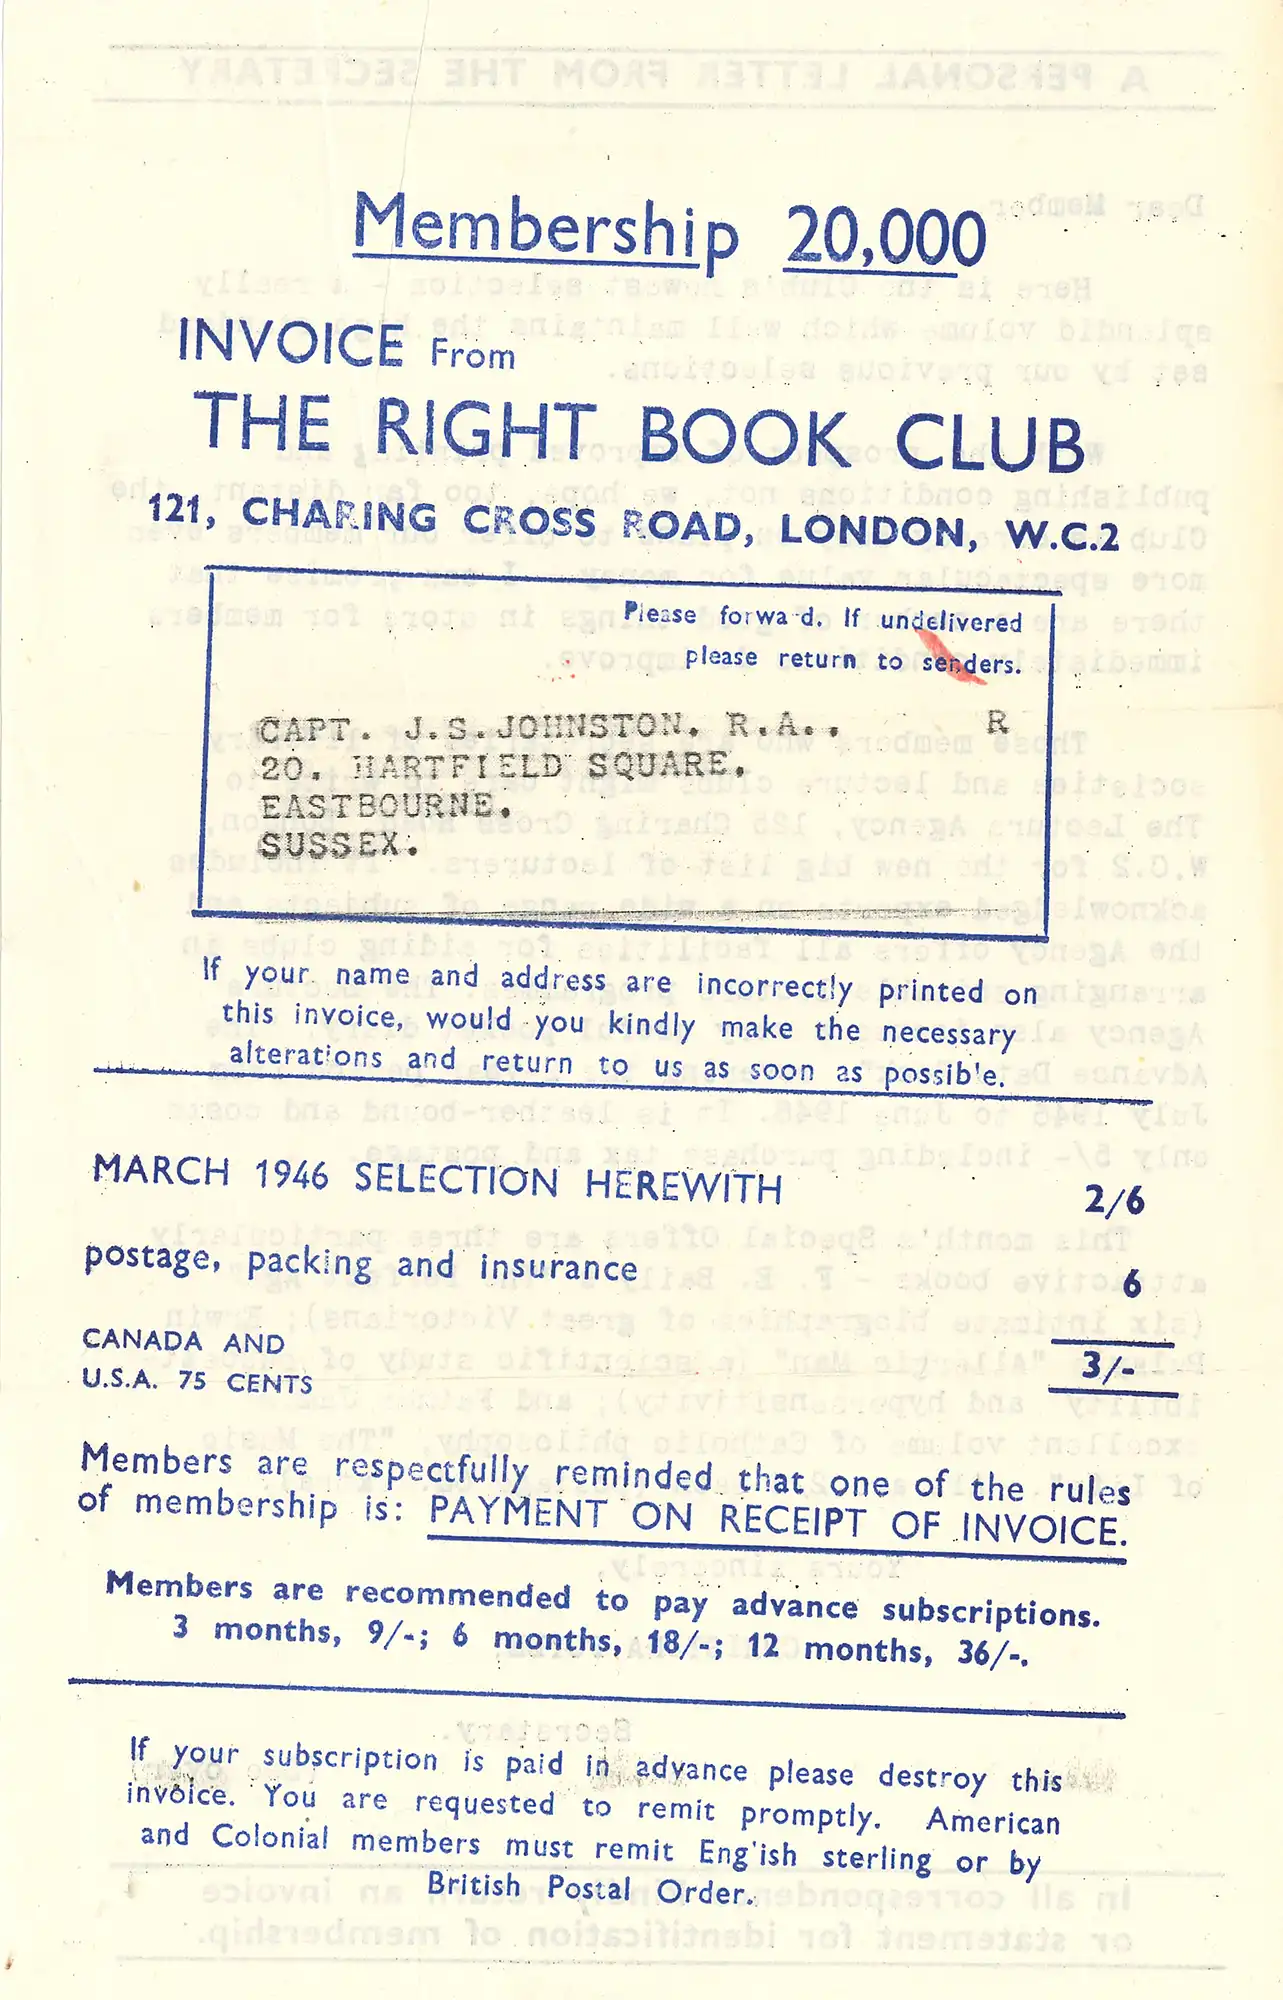 Membership 20,000
INVOICE From
THE RIGHT BOOK CLUB
121, CHARING CROSS ROAD, LONDON, W.C.2
Please forwa d. If undelivered
please return to senders.
CAPT. J.S.JOHNSTON. R.A.. R
20. HARTFIELD SQUARE.
EASTBOURNE.
SUSSEX.
If your name and address are incorrectly printed on
this invoice, would you kindly make the necessary
alterations and return to us as soon as possib'e.
MARCH 1946 SELECTION HEREWITH 2/6
postage, packing and insurance 6
CANADA AND
U.S.A. 75 CENTS 3/-
Members are respectfully reminded that one of the rules
of membership is: PAYMENT ON RECEIPT OF INVOICE.
Members are recommended to pay advance subscriptions.
3 months, 9/-; 6 months, 18/-; 12 months, 36/-.
If your subscription is paid in advance please destroy this
invoice. You are requested to remit promptly. American
and Colonial members must remit Eng'ish sterling or by
British Postal Order.